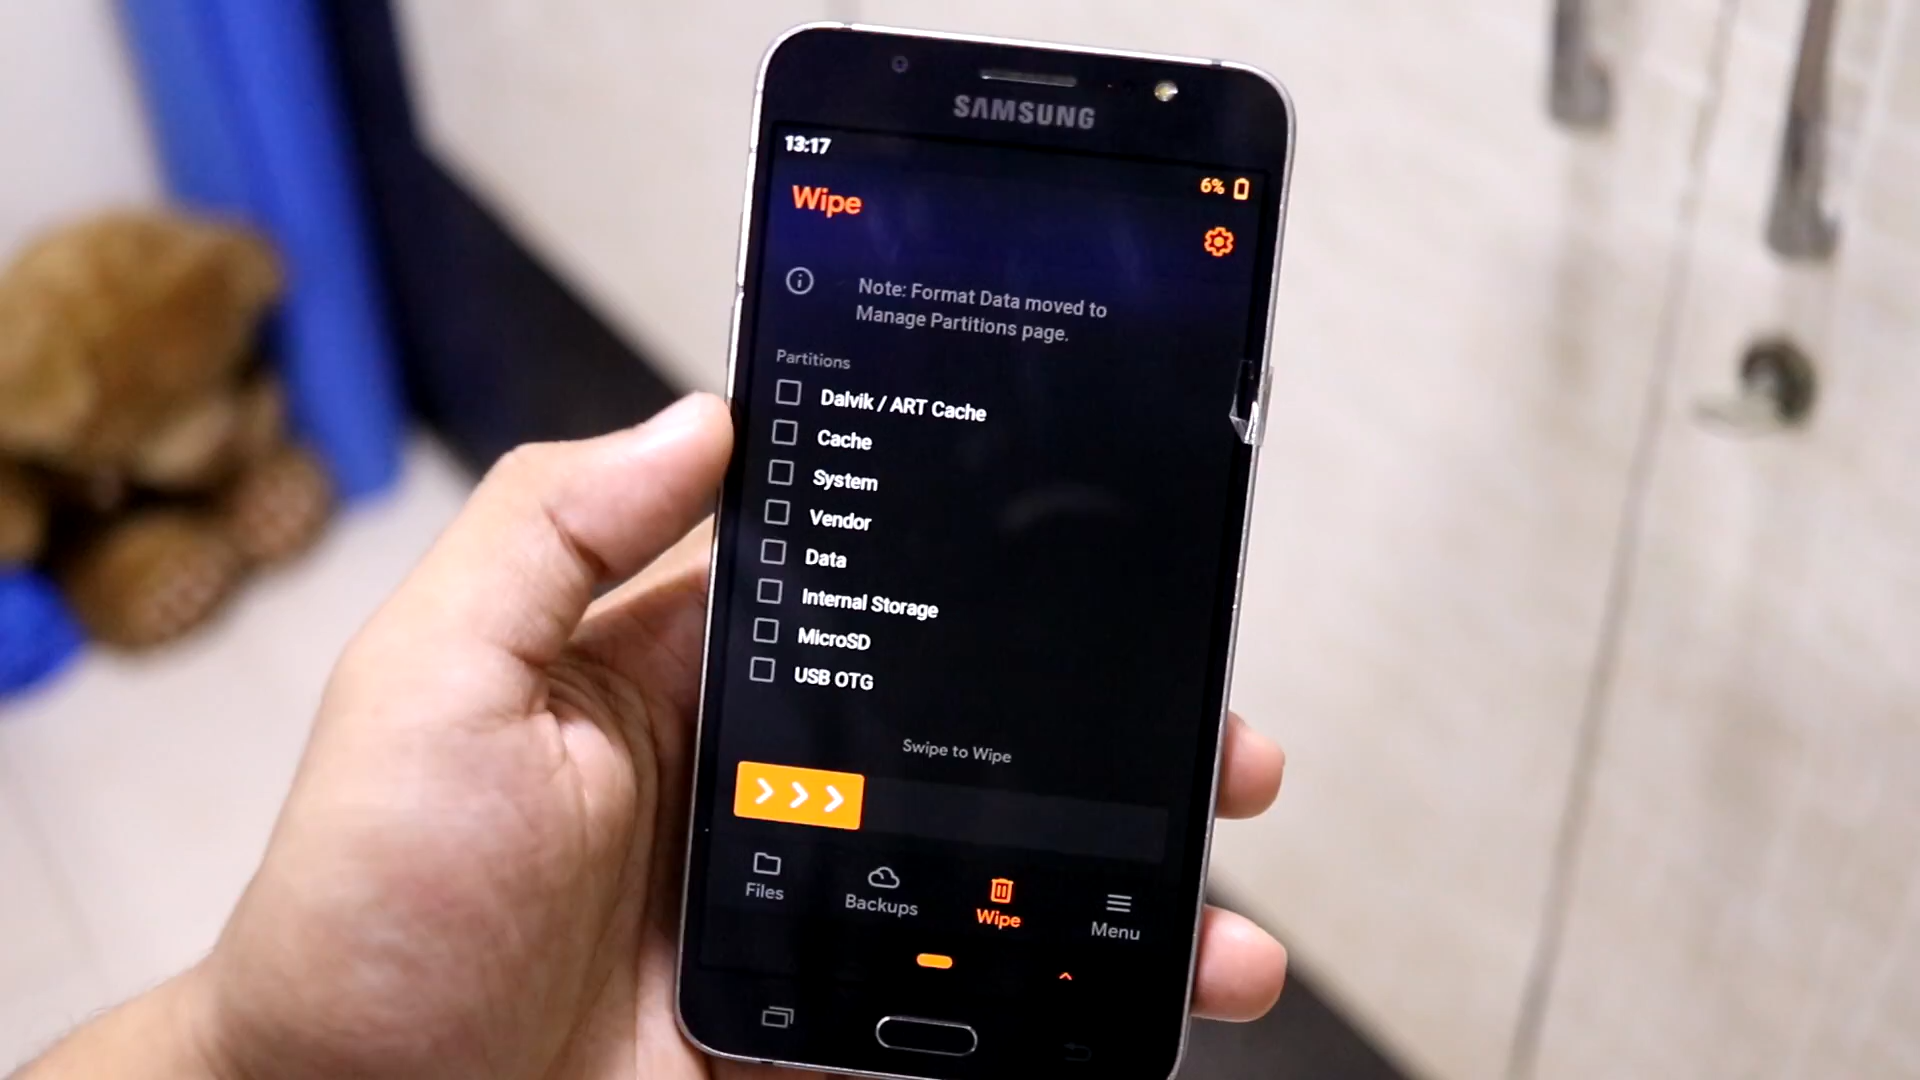 SAMSUNG
13:17
6%
Wipe
Note: Format Data moved to
Manage Partitions page.
Partitions
Dalvik / ART Cache
Cache
System
Vendor
Data
Internal Storage
MicroSD
USB OTG
Swipe to Wipe
Files
Backups
Wipe
Menu